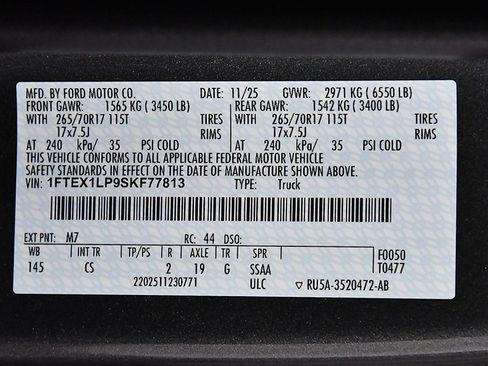 MFD. BY FORD MOTOR CO. DATE: 11/25 GVWR: 2971 KG ( 6550 LB)
FRONT GAWR: 1565 KG ( 3450 LB) REAR GAWR: 1542 KG ( 3400 LB)
WITH 265/70R17 115T TIRES WITH 265/70R17 115T TIRES
17x7.5J RIMS 17x7.5J RIMS
AT 240 kPa/ 35 PSI COLD AT 240 kPa/ 35 PSI COLD
THIS VEHICLE CONFORMS TO ALL APPLICABLE FEDERAL MOTOR VEHICLE
SAFETY STANDARDS IN EFFECT ON THE DATE OF MANUFACTURE SHOWN ABOVE.
VIN: 1FTEX1LP9SKF77813 TYPE: Truck
EXT PNT: M7 RC: 44 DSO:
WB INT TR TP/PS R AXLE TR SPR F0050
145 CS 2 19 G SSAA T0477
2202511230771 ULC ▽ RU5A-3520472-AB